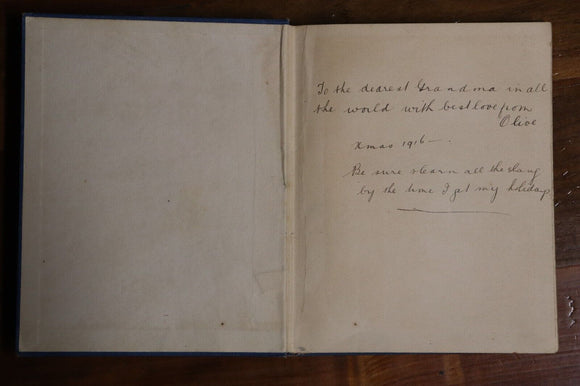 To the dearest Grandma in all
the world with best love from
Olive
Xmas 1916 —.
Be sure & learn all the slang
by the time I get my holiday